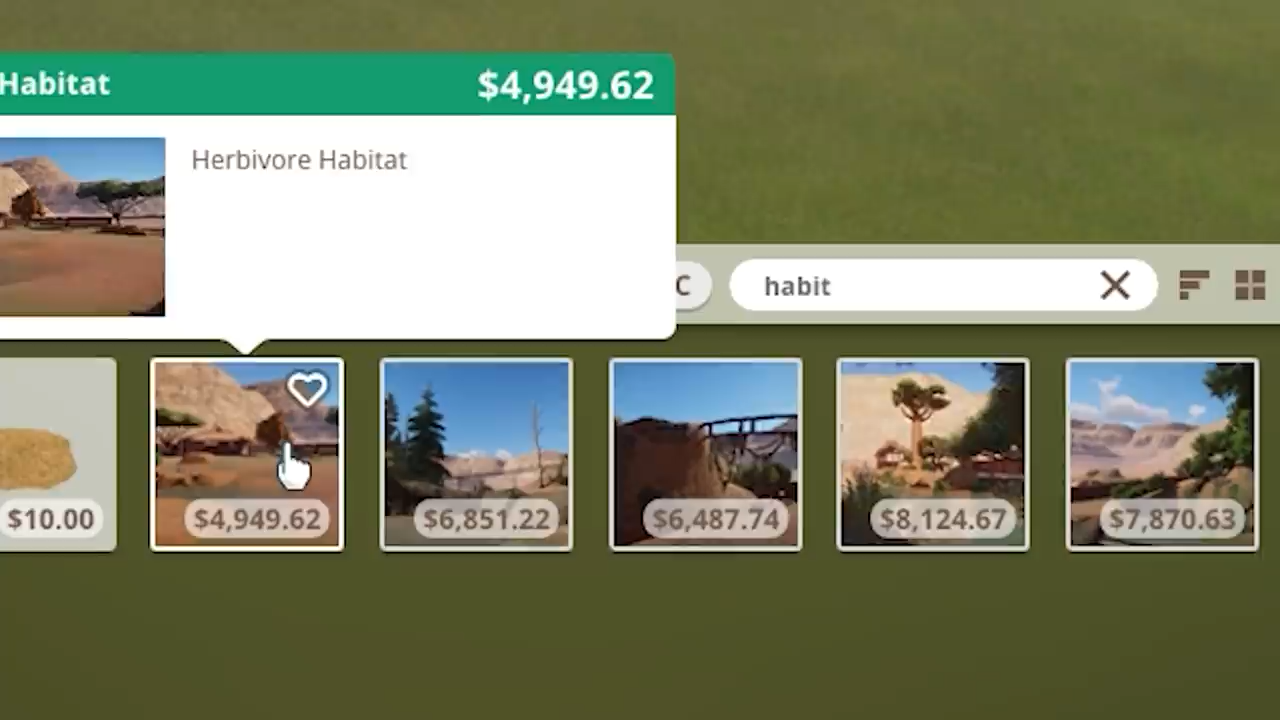 Habitat
$4,949.62
Herbivore Habitat
C
habit
$10.00
$4,949.62
$6,851.22
$6,487.74
$8,124.67
$7,870.63